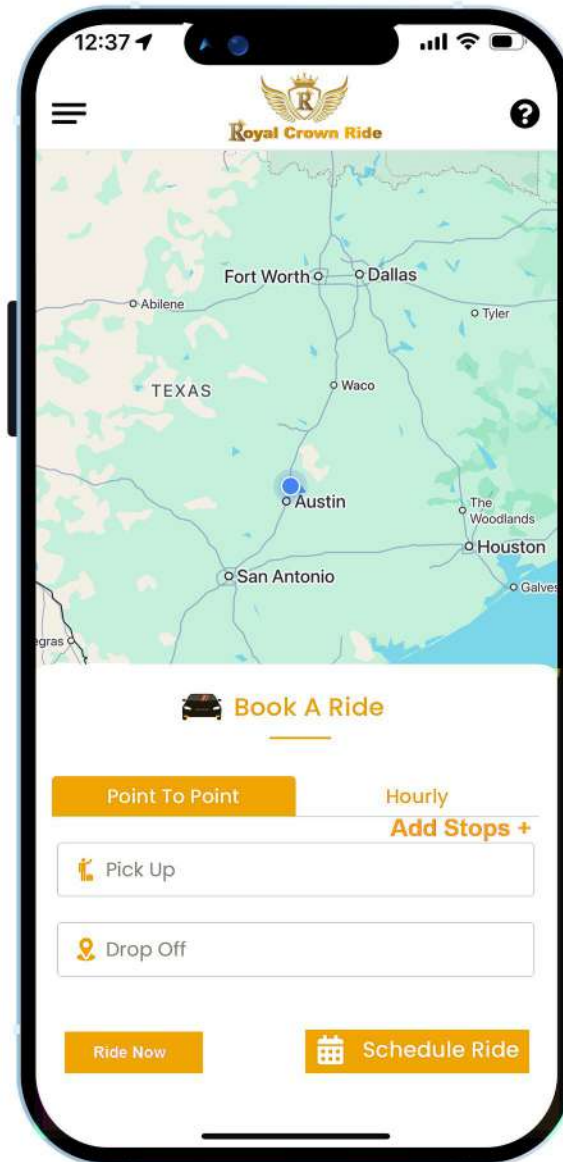 12:37
R
Royal Crown Ride
?
Fort Worth
Dallas
Abilene
Tyler
TEXAS
Waco
Austin
The
Woodlands
Houston
San Antonio
Galves
egras
Book A Ride
Point To Point
Hourly
Add Stops +
Pick Up
Drop Off
Ride Now
Schedule Ride